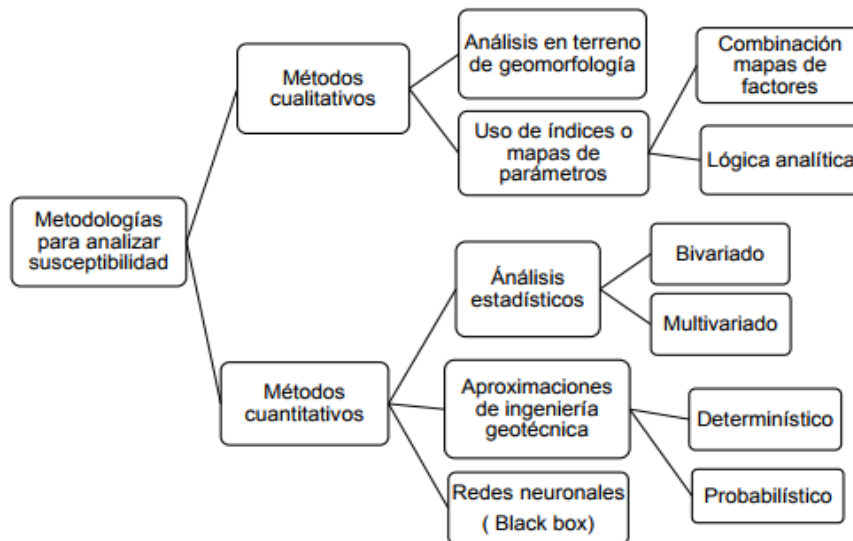 Metodologías
para analizar
susceptibilidad
Métodos
cualitativos
Análisis en terreno
de geomorfología
Uso de índices o
mapas de
parámetros
Combinación
mapas de
factores
Lógica analítica
Métodos
cuantitativos
Ánálisis
estadísticos
Bivariado
Multivariado
Aproximaciones
de ingeniería
geotécnica
Determinístico
Probabilístico
Redes neuronales
( Black box)